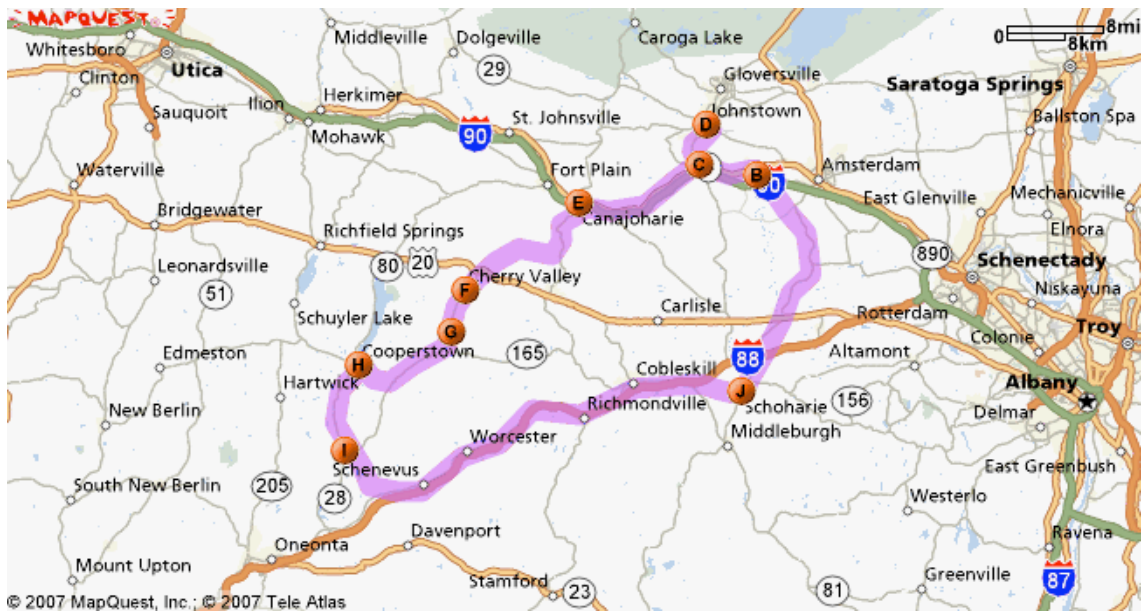 MAPQUEST
Whitesboro
Utica
Clinton
Sauquoit
Middleville
Dolgeville
29
Caroga Lake
0
8mi
8km
Gloversville
Johnstown
Saratoga Springs
Ballston Spa
Ilion
Herkimer
Mohawk
90
St. Johnsville
D
C
B
90
Waterville
Fort Plain
E
Canajoharie
Amsterdam
East Glenville
Mechanicville
Elnora
Bridgewater
Richfield Springs
80
20
890
Schenectady
Leonardsville
51
F
Cherry Valley
Niskayuna
Rotterdam
Schuyler Lake
G
Carlisle
Colonie
Troy
Edmeston
H
Cooperstown
165
88
Altamont
Hartwick
Cobleskill
J
Schoharie
156
Albany
New Berlin
Richmondville
Middleburgh
Delmar
I
Schenevus
Worcester
East Greenbush
South New Berlin
205
28
Westerlo
Davenport
Ravena
Oneonta
Mount Upton
Stamford
23
81
Greenville
87
© 2007 MapQuest, Inc.; © 2007 Tele Atlas